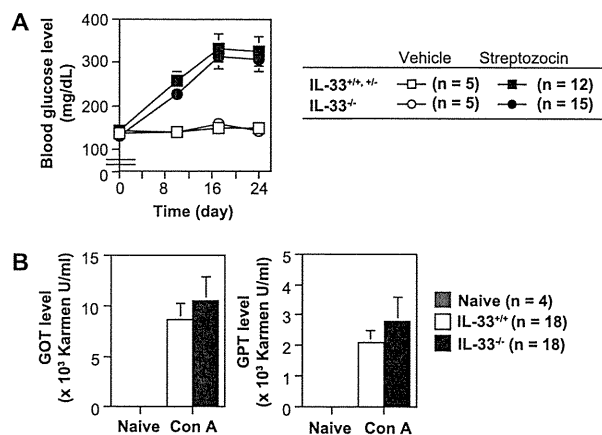 A
Blood glucose level
(mg/dL)
400
300
200
100
0
0 8 16 24
Time (day)
Vehicle Streptozocin
IL-33+/+, +/- (n = 5) (n = 12)
IL-33-/- (n = 5) (n = 15)
B
GOT level
(x 10³ Karmen U/ml)
15
10
5
0
Naive Con A
GPT level
(x 10³ Karmen U/ml)
5
4
3
2
1
0
Naive Con A
Naive (n = 4)
IL-33+/+ (n = 18)
IL-33-/- (n = 18)